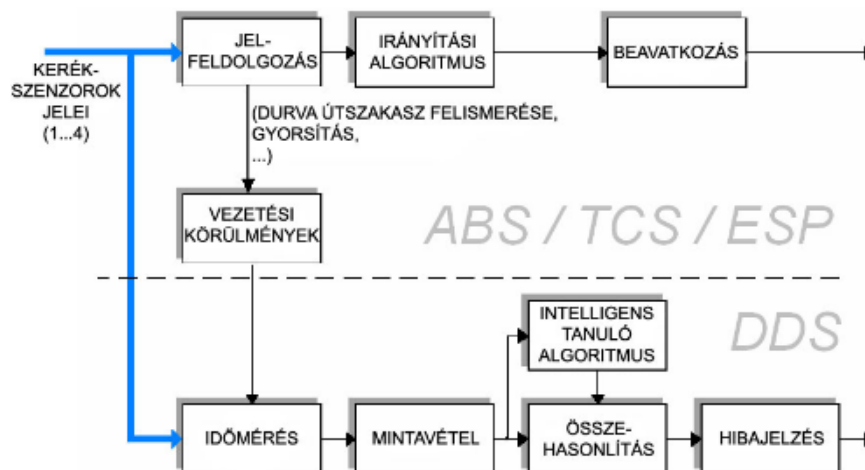 JEL-
FELDOLGOZÁS
IRÁNYÍTÁSI
ALGORITMUS
BEAVATKOZÁS
KERÉK-
SZENZOROK
JELEI
(1...4)
(DURVA ÚTSZAKASZ FELISMERÉSE,
GYORSÍTÁS,
...)
VEZETÉSI
KÖRÜLMÉNYEK
ABS / TCS / ESP
INTELLIGENS
TANULÓ
ALGORITMUS
DDS
IDŐMÉRÉS
MINTAVÉTEL
ÖSSZE-
HASONLÍTÁS
HIBAJELZÉS